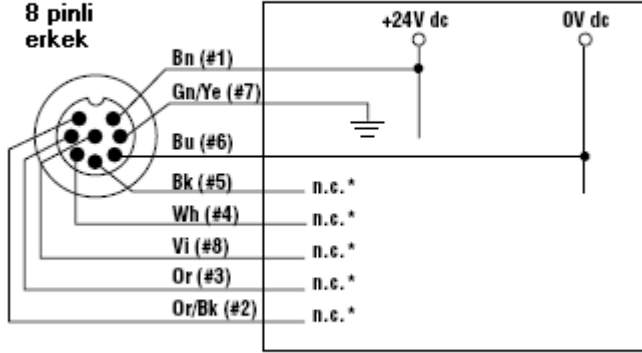 8 pinli
erkek
+24V dc
0V dc
Bn (#1)
Gn/Ye (#7)
Bu (#6)
Bk (#5)
n.c.*
Wh (#4)
n.c.*
Vi (#8)
n.c.*
Or (#3)
n.c.*
Or/Bk (#2)
n.c.*